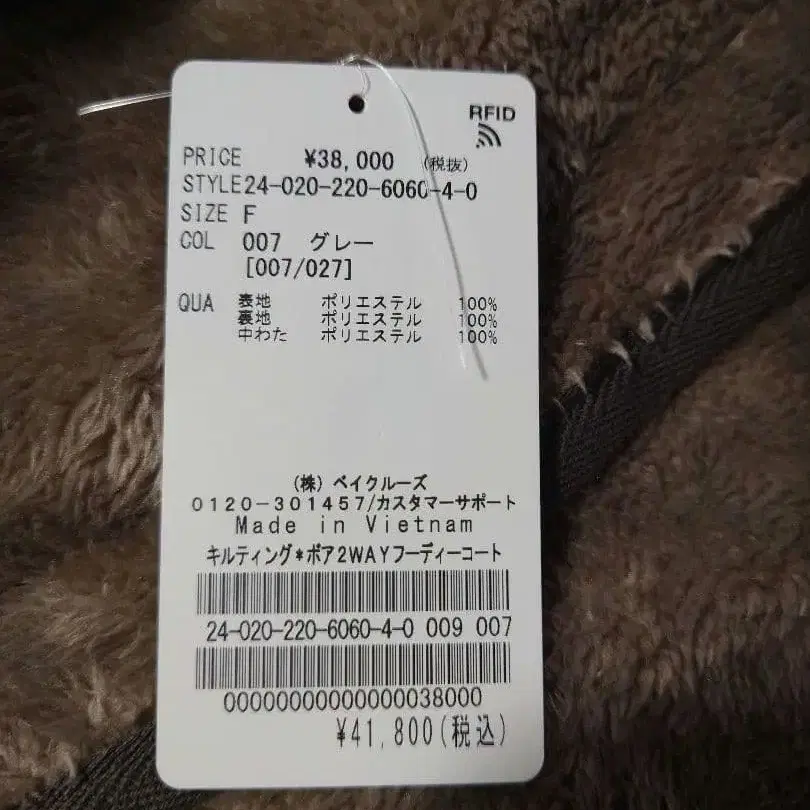 RFID
PRICE ¥38,000 (税抜)
STYLE24-020-220-6060-4-0
SIZE F
COL 007 グレー
[007/027]
QUA 表地 ポリエステル 100%
裏地 ポリエステル 100%
中わた ポリエステル 100%
(株) ベイクルーズ
0120-301457/カスタマーサポート
Made in Vietnam
キルティング*ボア2WAYフーディーコート
24-020-220-6060-4-0 009 007
00000000000000038000
¥41,800(税込)